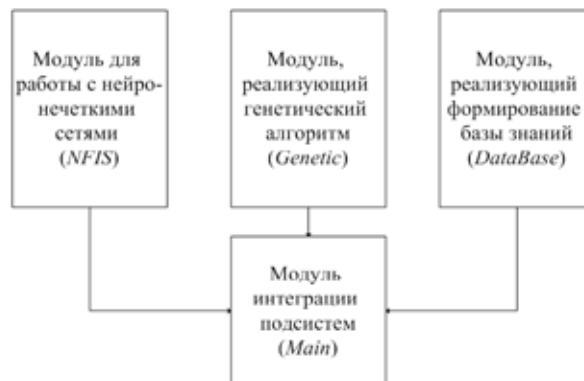 Модуль для
работы с нейро-
нечеткими
сетями
(NFIS)
Модуль,
реализующий
генетический
алгоритм
(Genetic)
Модуль,
реализующий
формирование
базы знаний
(DataBase)
Модуль
интеграции
подсистем
(Main)